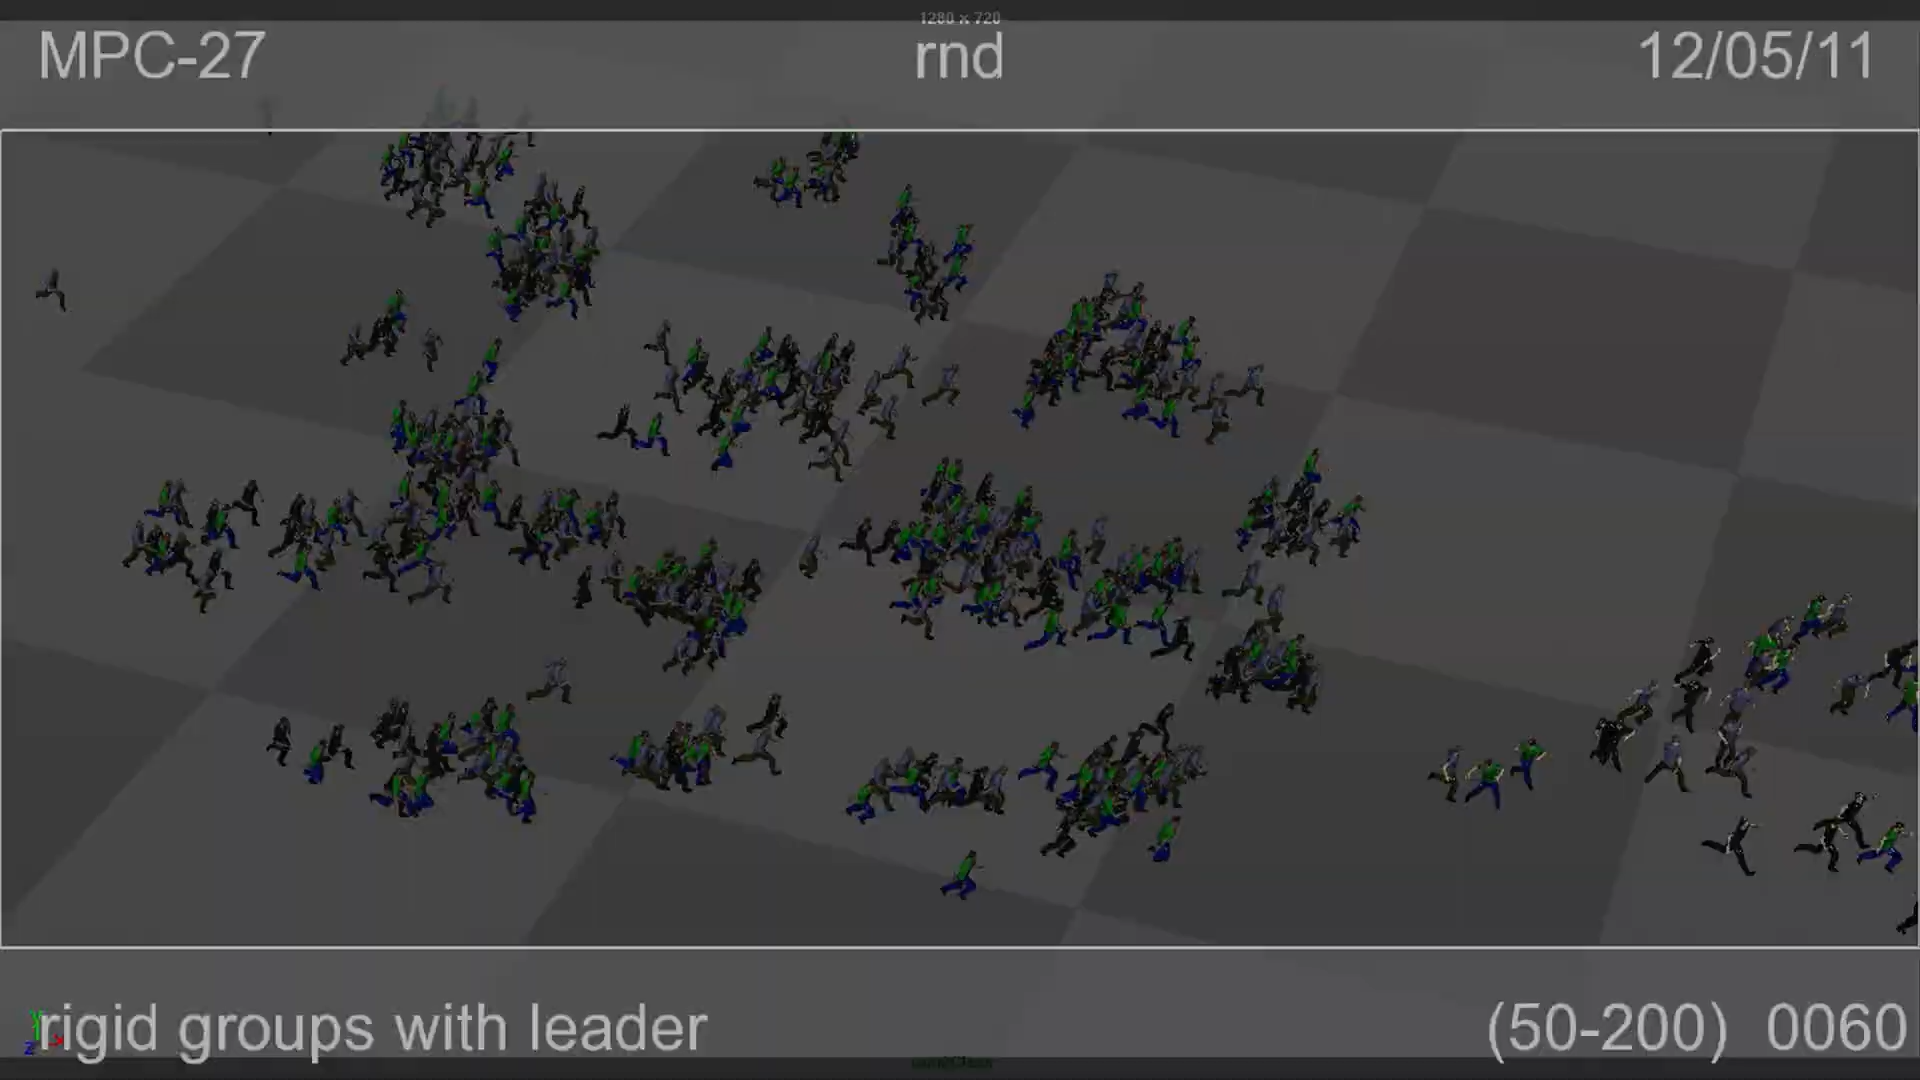 1280 x 720
MPC-27 rnd 12/05/11
rigid groups with leader (50-200) 0060